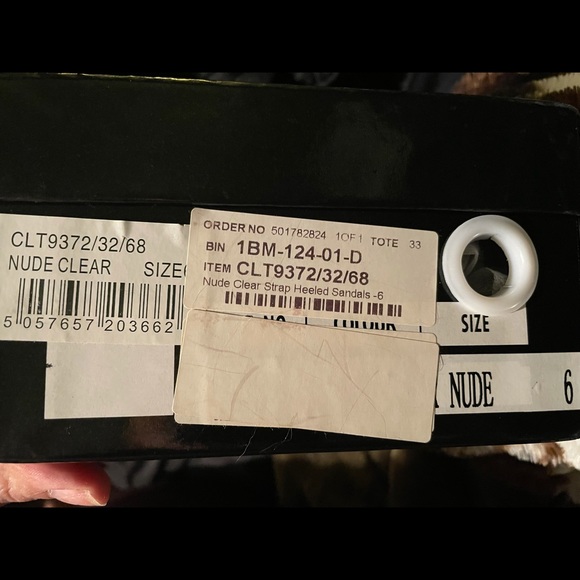 CLT9372/32/68
NUDE CLEAR SIZE
5 057657 203662
ORDER NO 501782824 1OF1 TOTE 33
BIN 1BM-124-01-D
ITEM CLT9372/32/68
Nude Clear Strap Heeled Sandals -6
COLOUR SIZE
NUDE 6